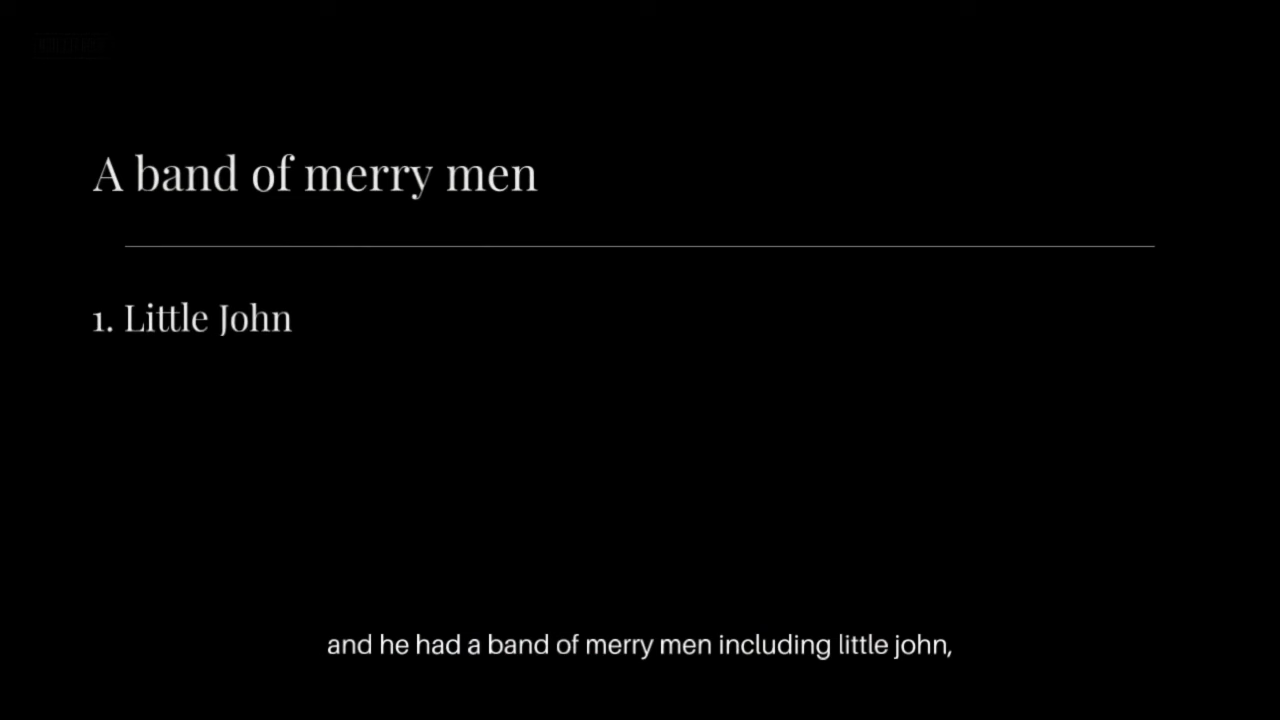 A band of merry men
1. Little John
and he had a band of merry men including little john,